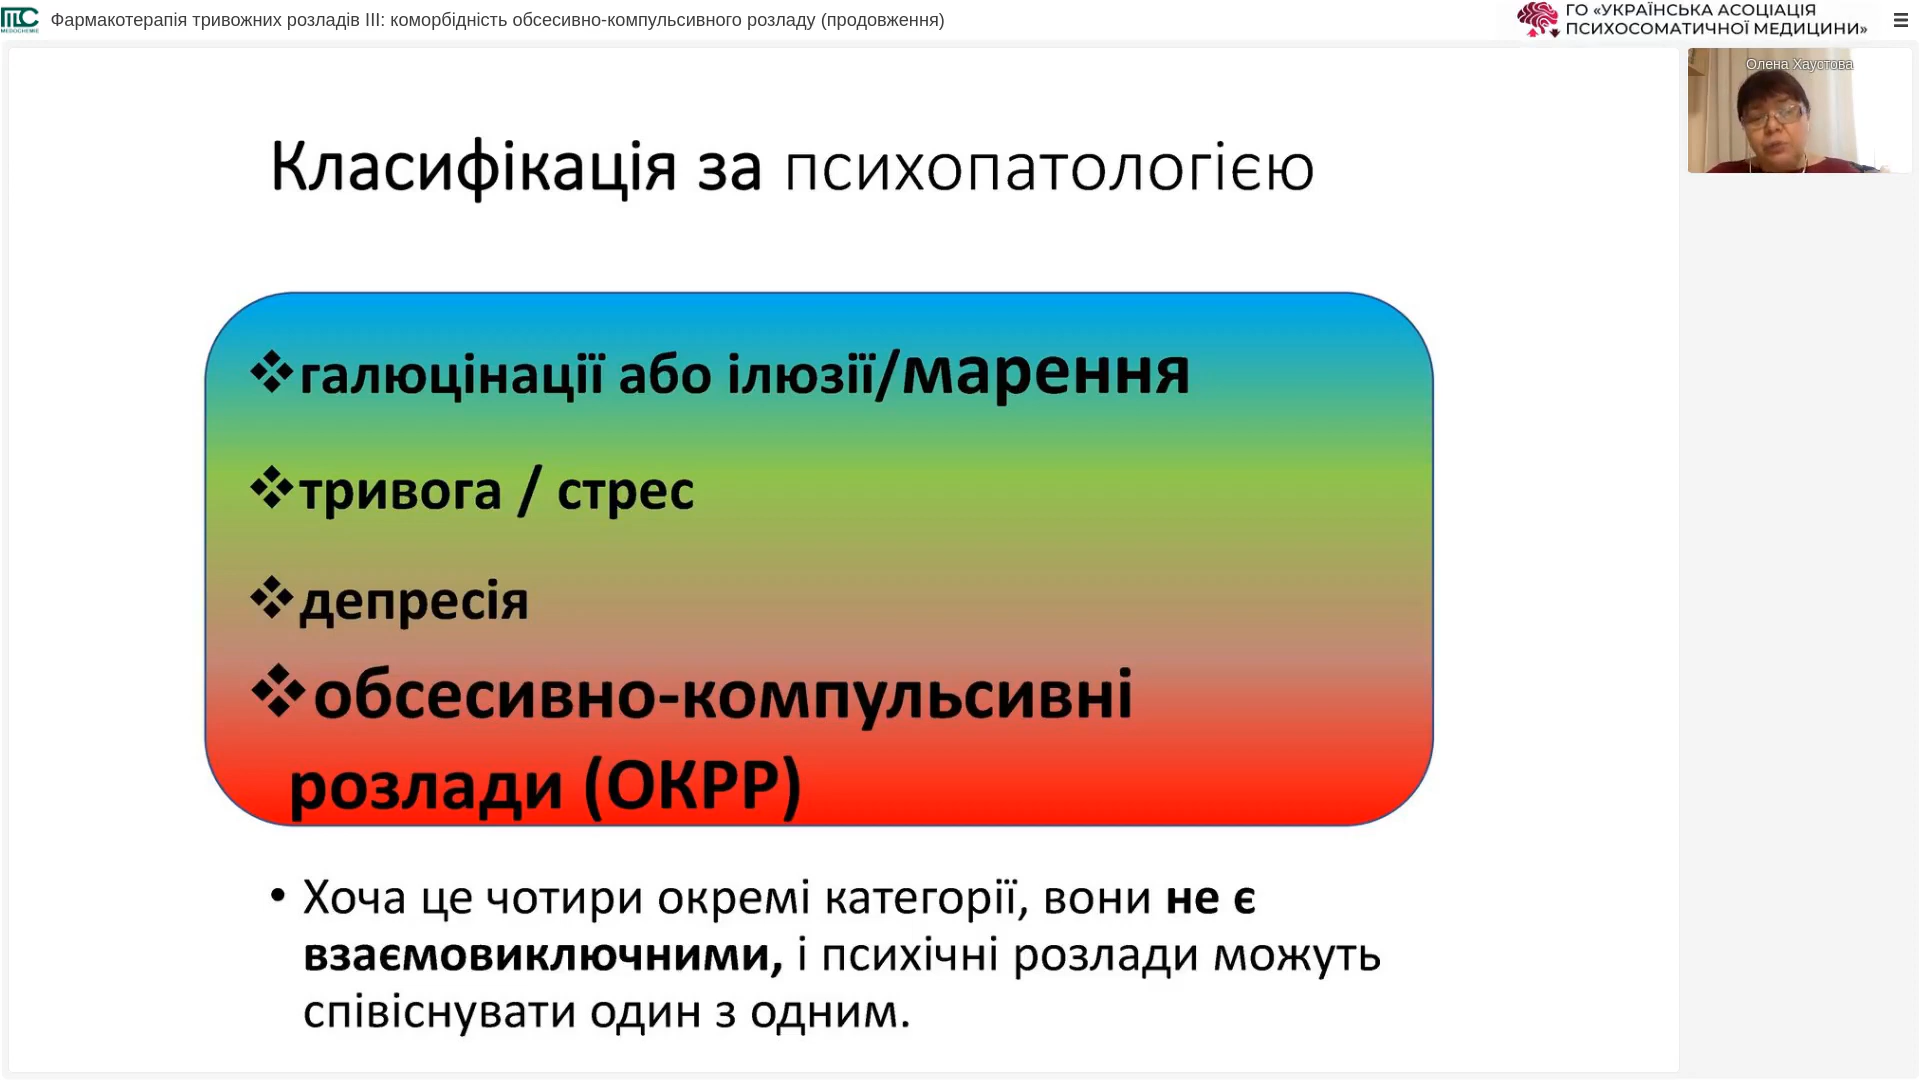 Фармакотерапія тривожних розладів III: коморбідність обсесивно-компульсивного розладу (продовження)
ГО «УКРАЇНСЬКА АСОЦІАЦІЯ
ПСИХОСОМАТИЧНОЇ МЕДИЦИНИ»
MEDOCHEMIE
Олена Хаустова
Класифікація за психопатологією
❖галюцінації або ілюзії/марення
❖тривога / стрес
❖депресія
❖обсесивно-компульсивні
розлади (ОКРР)
• Хоча це чотири окремі категорії, вони не є
взаємовиключними, і психічні розлади можуть
співіснувати один з одним.